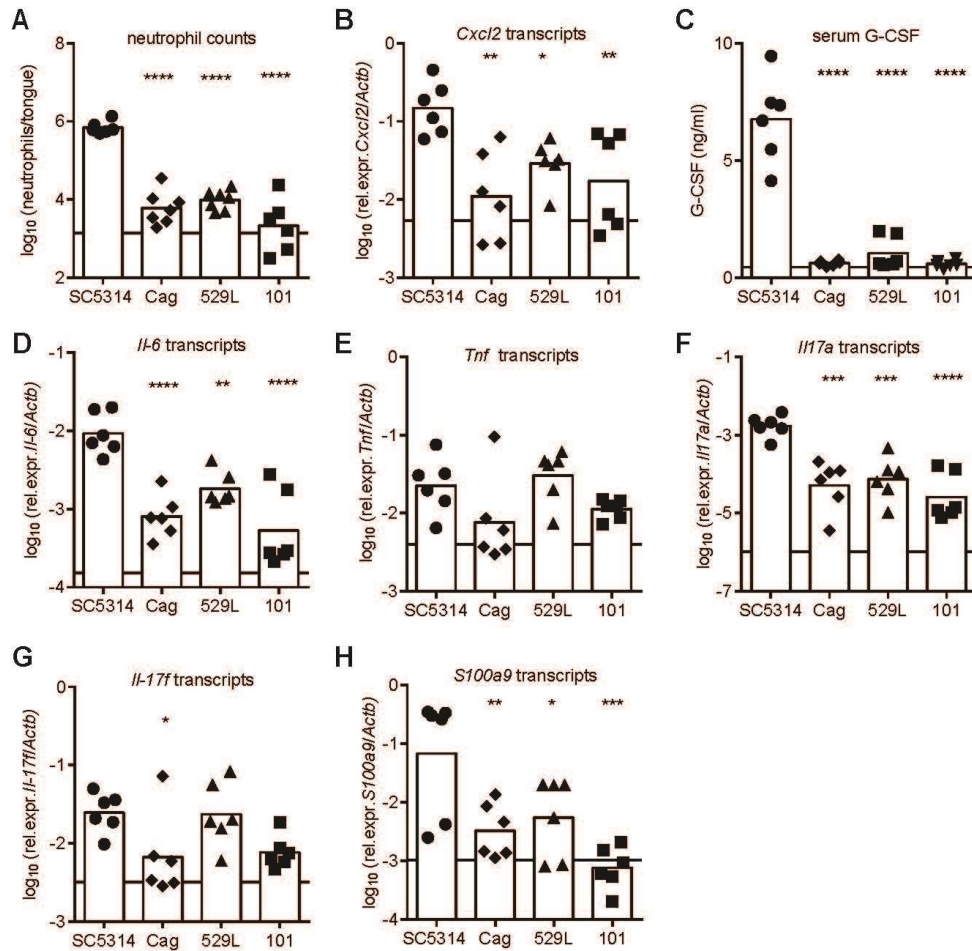 A
neutrophil counts
log10 (neutrophils/tongue)
8
6
4
2
**** **** ****
SC5314 Cag 529L 101
B
Cxcl2 transcripts
log10 (rel.expr.Cxcl2/Actb)
0
-1
-2
-3
** * **
SC5314 Cag 529L 101
C
serum G-CSF
G-CSF (ng/ml)
10
5
0
**** **** ****
SC5314 Cag 529L 101
D
Il-6 transcripts
log10 (rel.expr.Il-6/Actb)
-1
-2
-3
-4
**** ** ****
SC5314 Cag 529L 101
E
Tnf transcripts
log10 (rel.expr.Tnf/Actb)
0
-1
-2
-3
SC5314 Cag 529L 101
F
Il17a transcripts
log10 (rel.expr.Il17a/Actb)
-1
-3
-5
-7
*** *** ****
SC5314 Cag 529L 101
G
Il-17f transcripts
log10 (rel.expr.Il-17f/Actb)
0
-1
-2
-3
*
SC5314 Cag 529L 101
H
S100a9 transcripts
log10 (rel.expr.S100a9/Actb)
0
-1
-2
-3
-4
** * ***
SC5314 Cag 529L 101